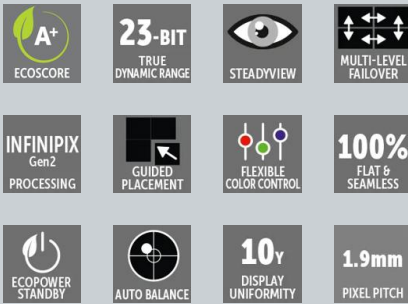 A+
ECOSCORE
23-BIT
TRUE
DYNAMIC RANGE
STEADYVIEW
MULTI-LEVEL
FAILOVER
INFINIPIX
Gen2
PROCESSING
GUIDED
PLACEMENT
FLEXIBLE
COLOR CONTROL
100%
FLAT &
SEAMLESS
ECOPOWER
STANDBY
AUTO BALANCE
10Y
DISPLAY
UNIFORMITY
1.9mm
PIXEL PITCH